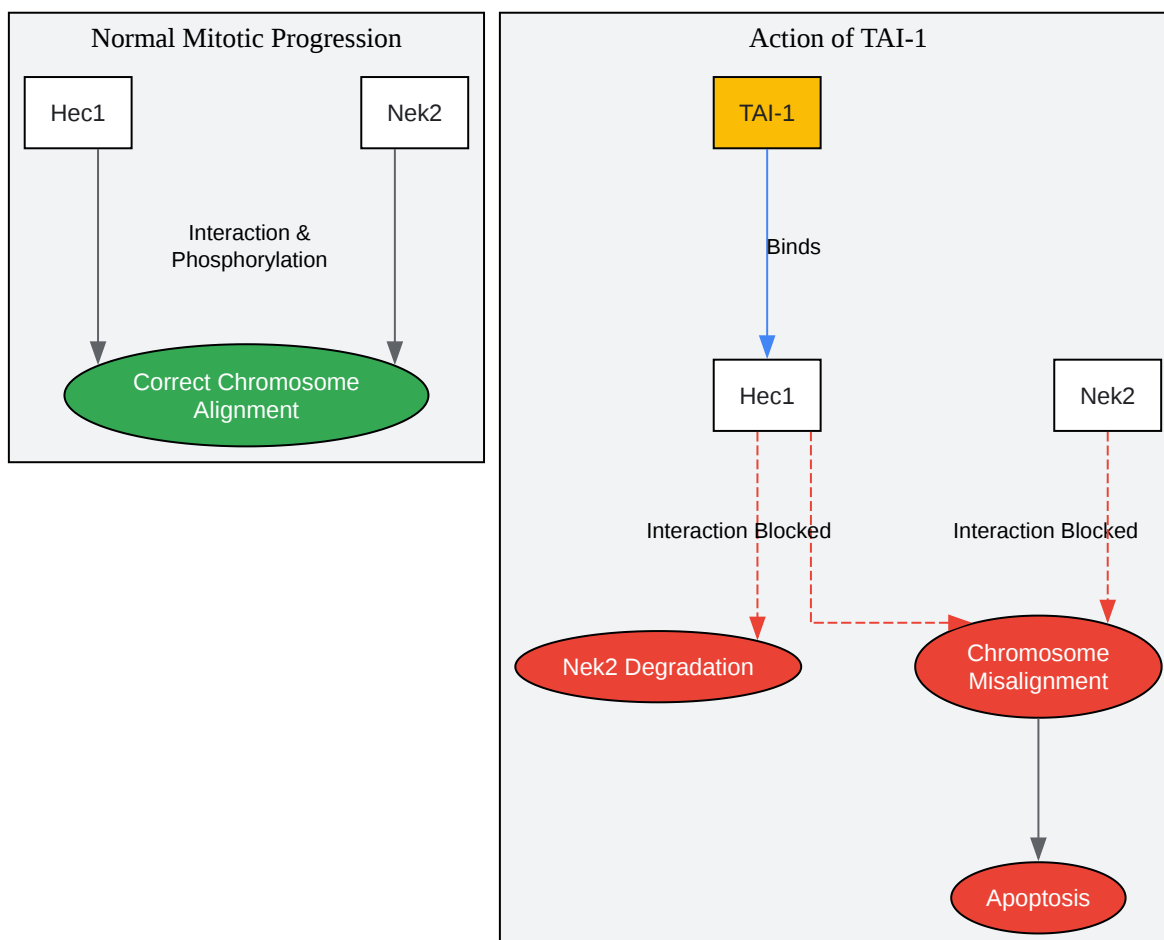 Normal Mitotic Progression
Hec1
Nek2
Interaction &
Phosphorylation
Correct Chromosome
Alignment
Action of TAI-1
TAI-1
Binds
Hec1
Nek2
Interaction Blocked
Interaction Blocked
Nek2 Degradation
Chromosome
Misalignment
Apoptosis